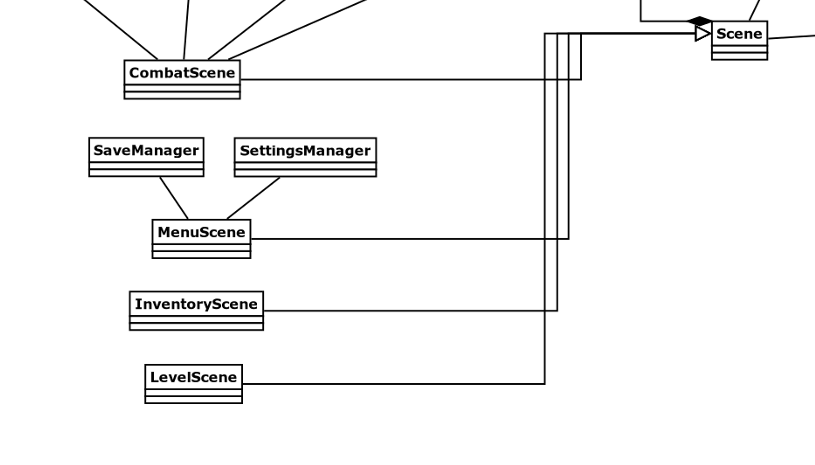 Scene
CombatScene
SaveManager
SettingsManager
MenuScene
InventoryScene
LevelScene